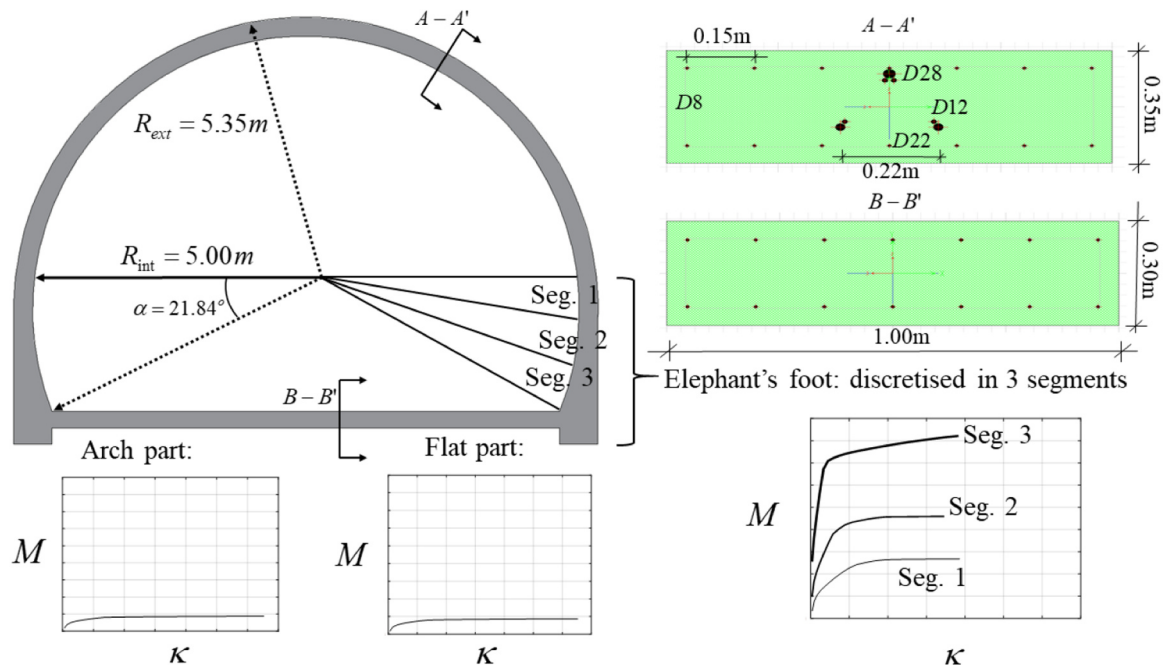 A – A'
R_ext = 5.35m
R_int = 5.00m
α = 21.84°
Seg. 1
Seg. 2
Seg. 3
B – B'
A – A'
0.15m
D28
D8
D12
D22
0.22m
0.35m
B – B'
0.30m
1.00m
Elephant's foot: discretised in 3 segments
Arch part:
M
κ
Flat part:
M
κ
Seg. 3
Seg. 2
Seg. 1
M
κ